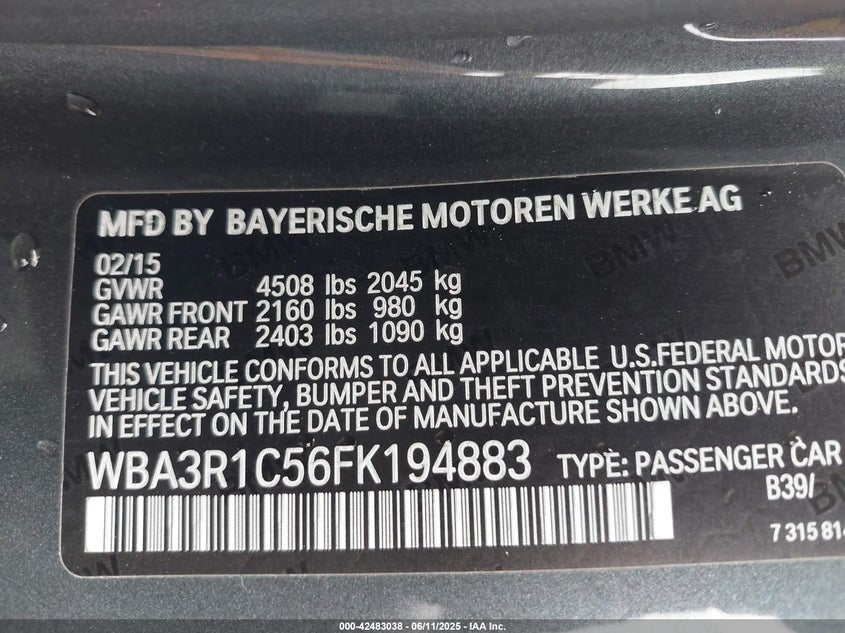 MFD BY BAYERISCHE MOTOREN WERKE AG
02/15
GVWR 4508 lbs 2045 kg
GAWR FRONT 2160 lbs 980 kg
GAWR REAR 2403 lbs 1090 kg
THIS VEHICLE CONFORMS TO ALL APPLICABLE U.S.FEDERAL MOTOR
VEHICLE SAFETY, BUMPER AND THEFT PREVENTION STANDARDS
IN EFFECT ON THE DATE OF MANUFACTURE SHOWN ABOVE.
WBA3R1C56FK194883 TYPE: PASSENGER CAR
B39/
7 315 814
000-42483038 - 06/11/2025 - IAA Inc.